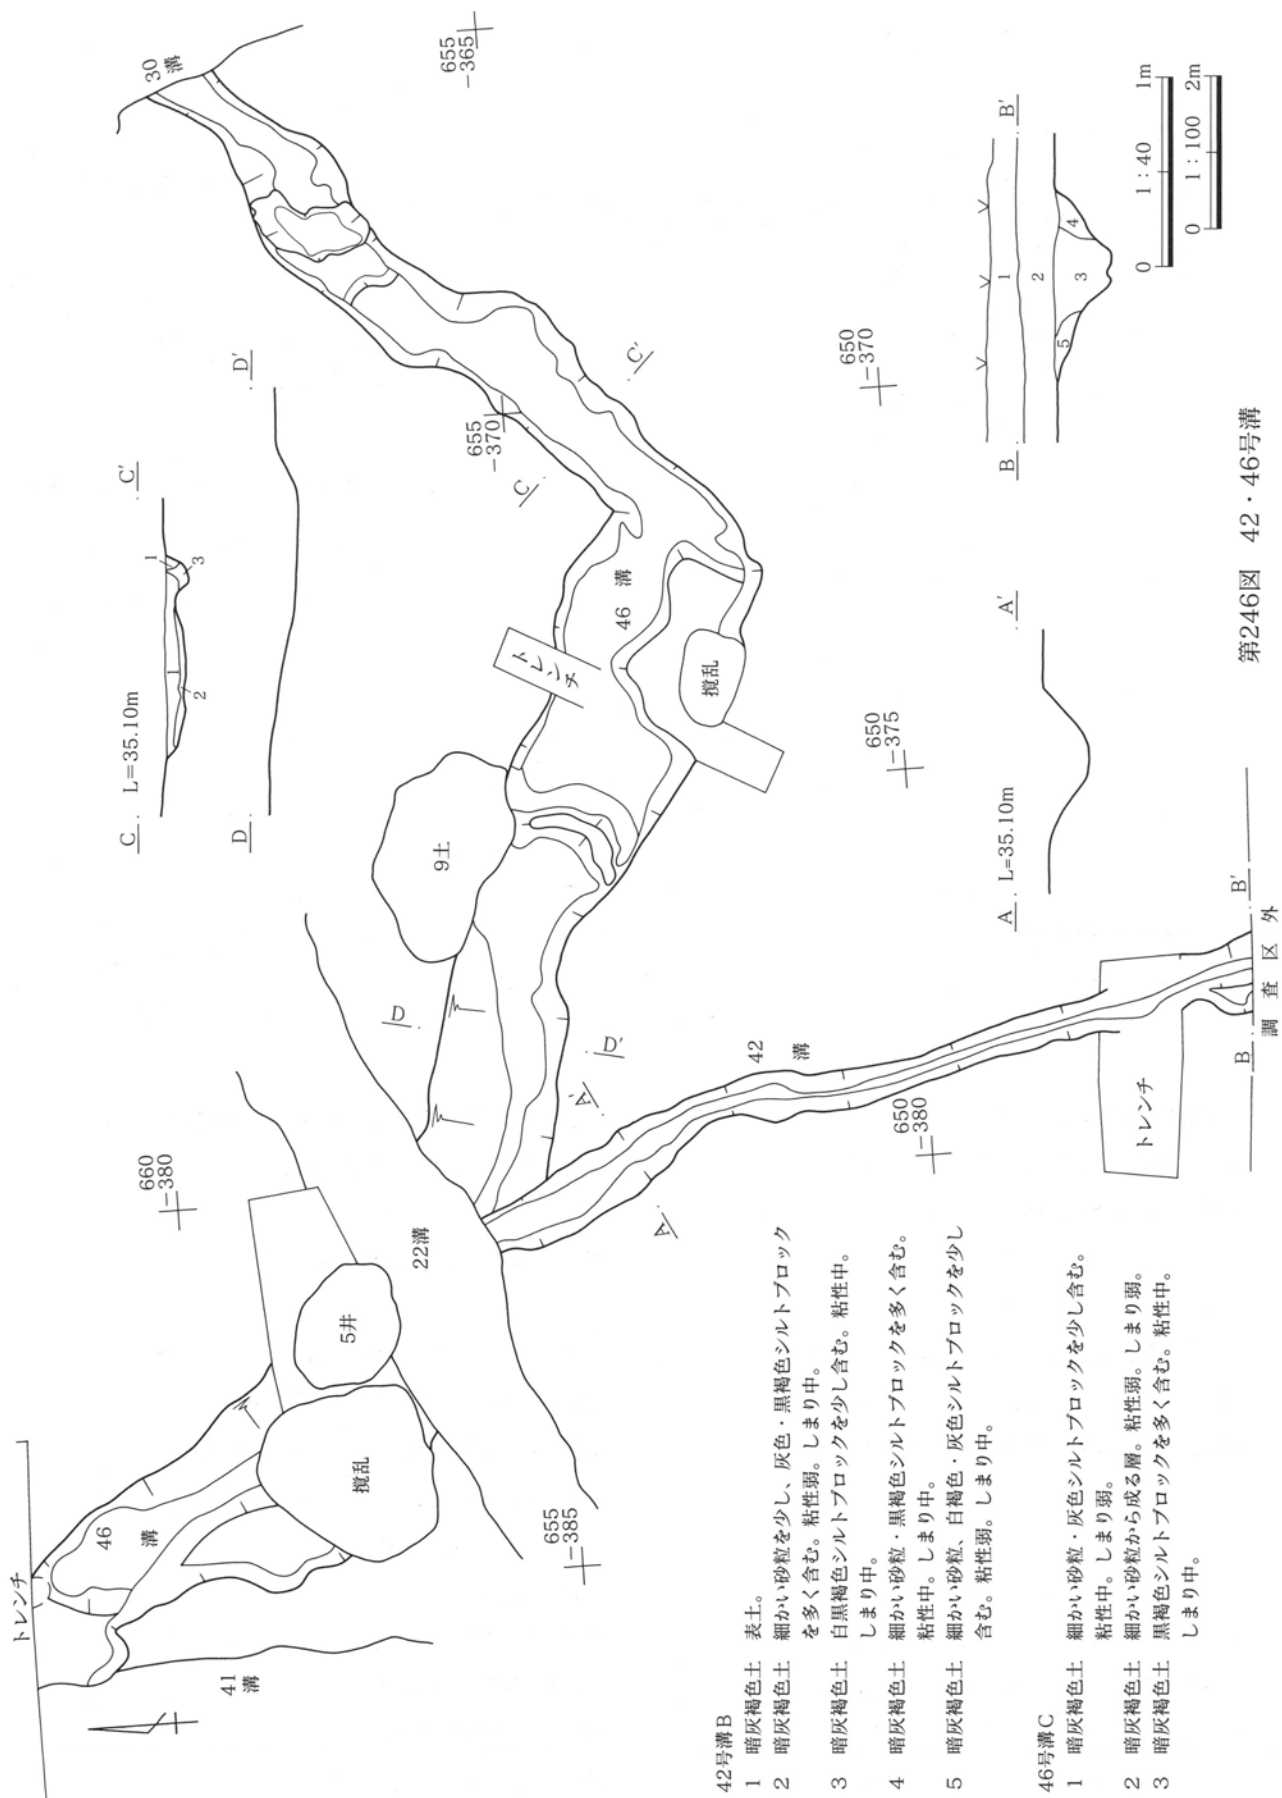 トレンチ
41
溝
46
溝
撹乱
5井
22溝
660
-380
655
-385
30
溝
655
-365
655
-370
C
C'
46
溝
トレンチ
撹乱
9土
D
D'
A
A'
42
溝
650
-380
650
-375
650
-370
トレンチ
B
B'
調査区外
C
L=35.10m
C'
1
1
2
3
D
D'
A
L=35.10m
A'
B
B'
1
2
3
4
5
0
1：40
1m
0
1：100
2m
42号溝B
1 暗灰褐色土 表土。
2 暗灰褐色土 細かい砂粒を少し、灰色・黒褐色シルトブロック
を多く含む。粘性弱。しまり中。
3 暗灰褐色土 白黒褐色シルトブロックを少し含む。粘性中。
しまり中。
4 暗灰褐色土 細かい砂粒・黒褐色シルトブロックを多く含む。
粘性中。しまり中。
5 暗灰褐色土 細かい砂粒、白褐色・灰色シルトブロックを少し
含む。粘性弱。しまり中。
46号溝C
1 暗灰褐色土 細かい砂粒・灰色シルトブロックを少し含む。
粘性中。しまり弱。
2 暗灰褐色土 細かい砂粒から成る層。粘性弱。しまり弱。
3 暗灰褐色土 黒褐色シルトブロックを多く含む。粘性中。
しまり中。
第246図 42・46号溝